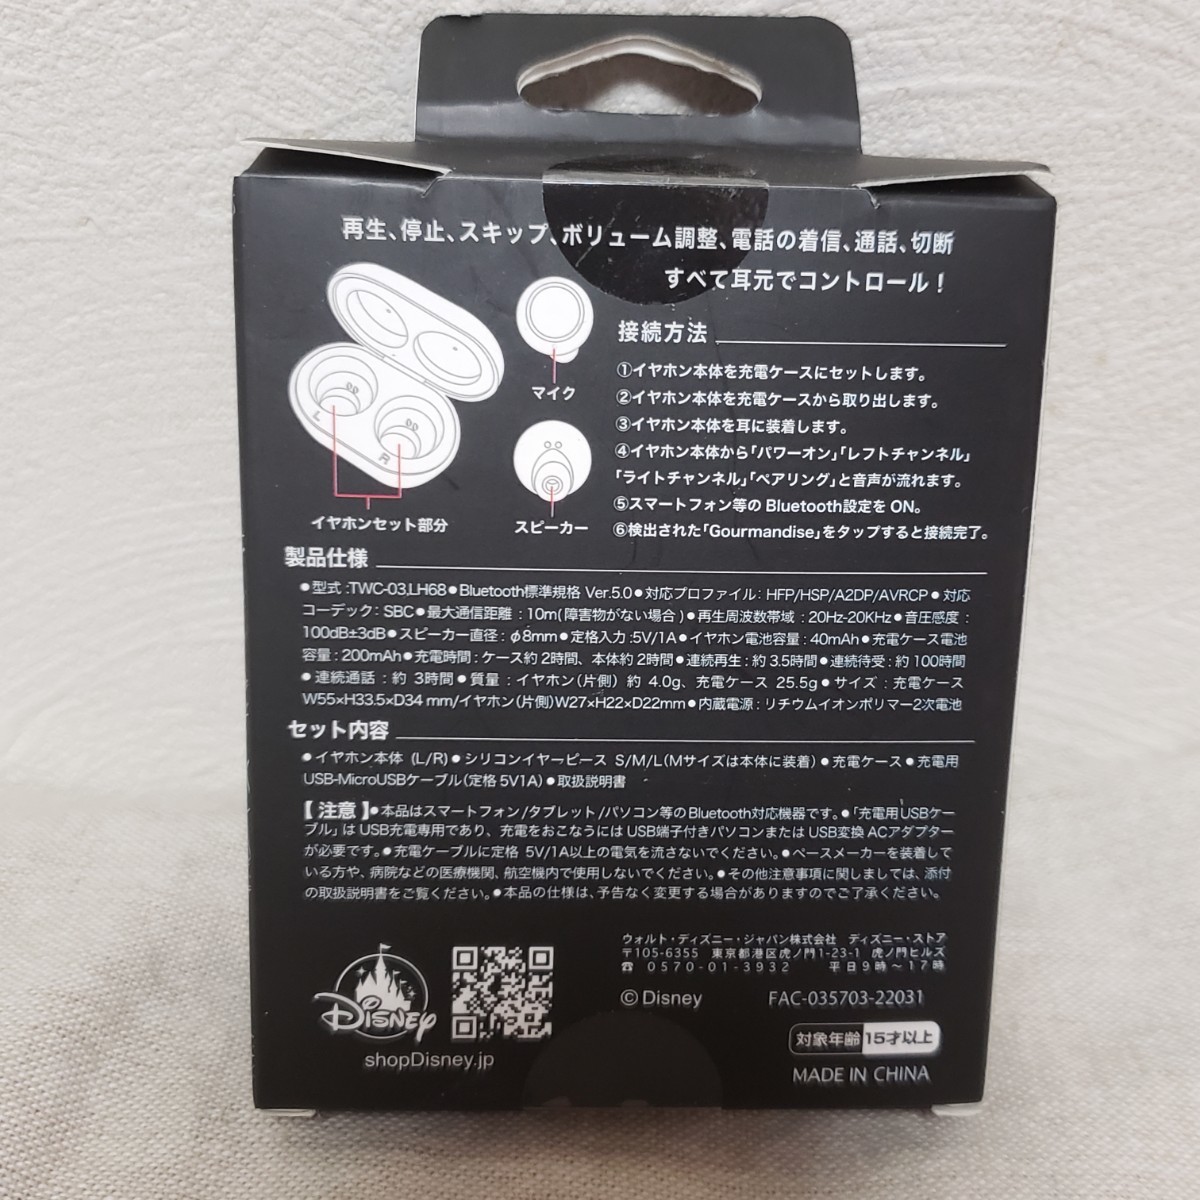 再生、停止、スキップ、ボリューム調整、電話の着信、通話、切断
すべて耳元でコントロール!
マイク
L
R
イヤホンセット部分
スピーカー
接続方法
①イヤホン本体を充電ケースにセットします。
②イヤホン本体を充電ケースから取り出します。
③イヤホン本体を耳に装着します。
④イヤホン本体から「パワーオン」「レフトチャンネル」
「ライトチャンネル」「ペアリング」と音声が流れます。
⑤スマートフォン等の Bluetooth設定を ON。
⑥検出された「Gourmandise」をタップすると接続完了。
製品仕様
●型式:TWC-03,LH68●Bluetooth標準規格 Ver.5.0●対応プロファイル: HFP/HSP/A2DP/AVRCP●対応
コーデック: SBC●最大通信距離 : 10m(障害物がない場合)●再生周波数帯域 : 20Hz-20KHz●音圧感度 :
100dB±3dB●スピーカー直径 : φ8mm●定格入力 :5V/1A●イヤホン電池容量 : 40mAh●充電ケース電池
容量 : 200mAh●充電時間 : ケース約2時間、本体約2時間●連続再生 : 約3.5時間●連続待受 : 約100時間
●連続通話 : 約 3時間●質量 : イヤホン(片側) 約 4.0g、充電ケース 25.5g●サイズ : 充電ケース
W55×H33.5×D34 mm/イヤホン(片側)W27×H22×D22mm●内蔵電源 : リチウムイオンポリマー2次電池
セット内容
●イヤホン本体 (L/R)●シリコンイヤーピース S/M/L(Mサイズは本体に装着)●充電ケース●充電用
USB-MicroUSBケーブル(定格5V1A)●取扱説明書
【注意】●本品はスマートフォン/タブレット/パソコン等のBluetooth対応機器です。●「充電用USBケー
ブル」は USB充電専用であり、充電をおこなうには USB端子付きパソコンまたは USB変換 ACアダプター
が必要です。●充電ケーブルに定格 5V/1A以上の電気を流さないでください。●ペースメーカーを装着して
いる方や、病院などの医療機関、航空機内で使用しないでください。●その他注意事項に関しましては、添付
の取扱説明書をご覧ください。●本品の仕様は、予告なく変更する場合がありますのでご了承ください。
Disney
shopDisney.jp
ウォルト・ディズニー・ジャパン株式会社 ディズニー・ストア
〒105-6355 東京都港区虎ノ門1-23-1 虎ノ門ヒルズ
☎ 0570-01-3932 平日9時〜17時
©Disney FAC-035703-22031
対象年齢 15才以上
MADE IN CHINA